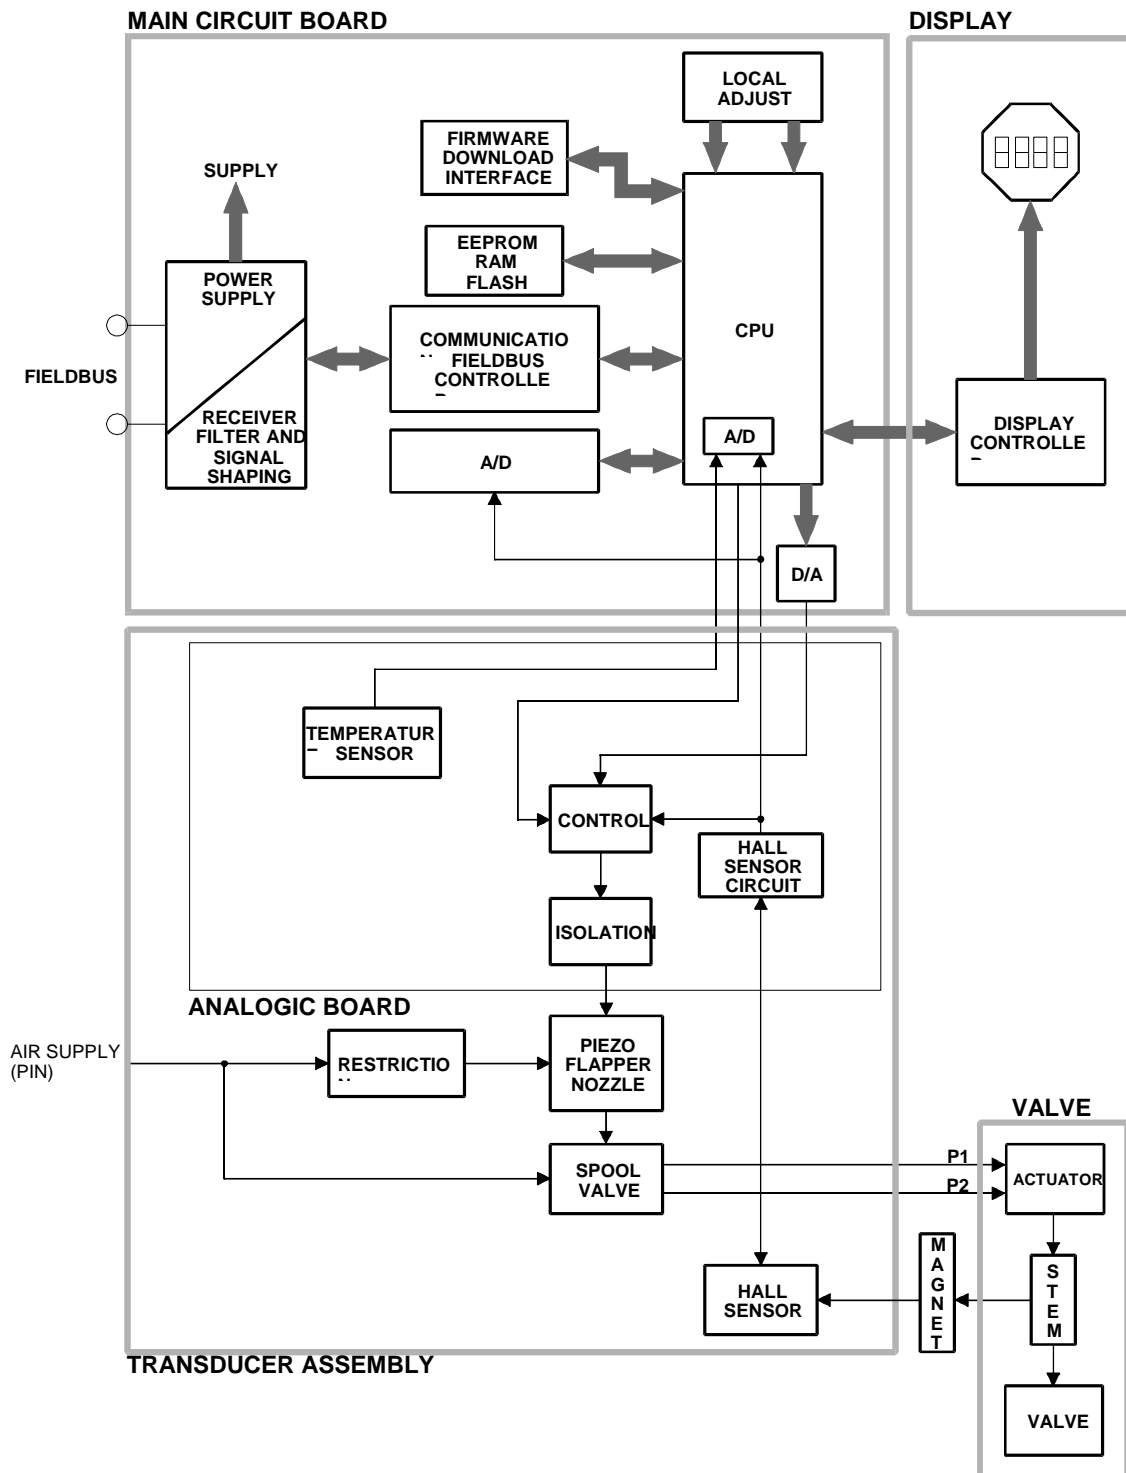 MAIN CIRCUIT BOARD
DISPLAY
LOCAL
ADJUST
FIRMWARE
DOWNLOAD
INTERFACE
SUPPLY
EEPROM
RAM
FLASH
POWER
SUPPLY
COMMUNICATIO
FIELDBUS
CONTROLLE
CPU
FIELDBUS
RECEIVER
FILTER AND
SIGNAL
SHAPING
A/D
A/D
DISPLAY
CONTROLLE
D/A
TEMPERATUR
SENSOR
CONTROL
HALL
SENSOR
CIRCUIT
ISOLATION
ANALOGIC BOARD
AIR SUPPLY
(PIN)
RESTRICTIO
PIEZO
FLAPPER
NOZZLE
VALVE
SPOOL
VALVE
P1
P2
ACTUATOR
MAGNET
STEM
HALL
SENSOR
TRANSDUCER ASSEMBLY
VALVE